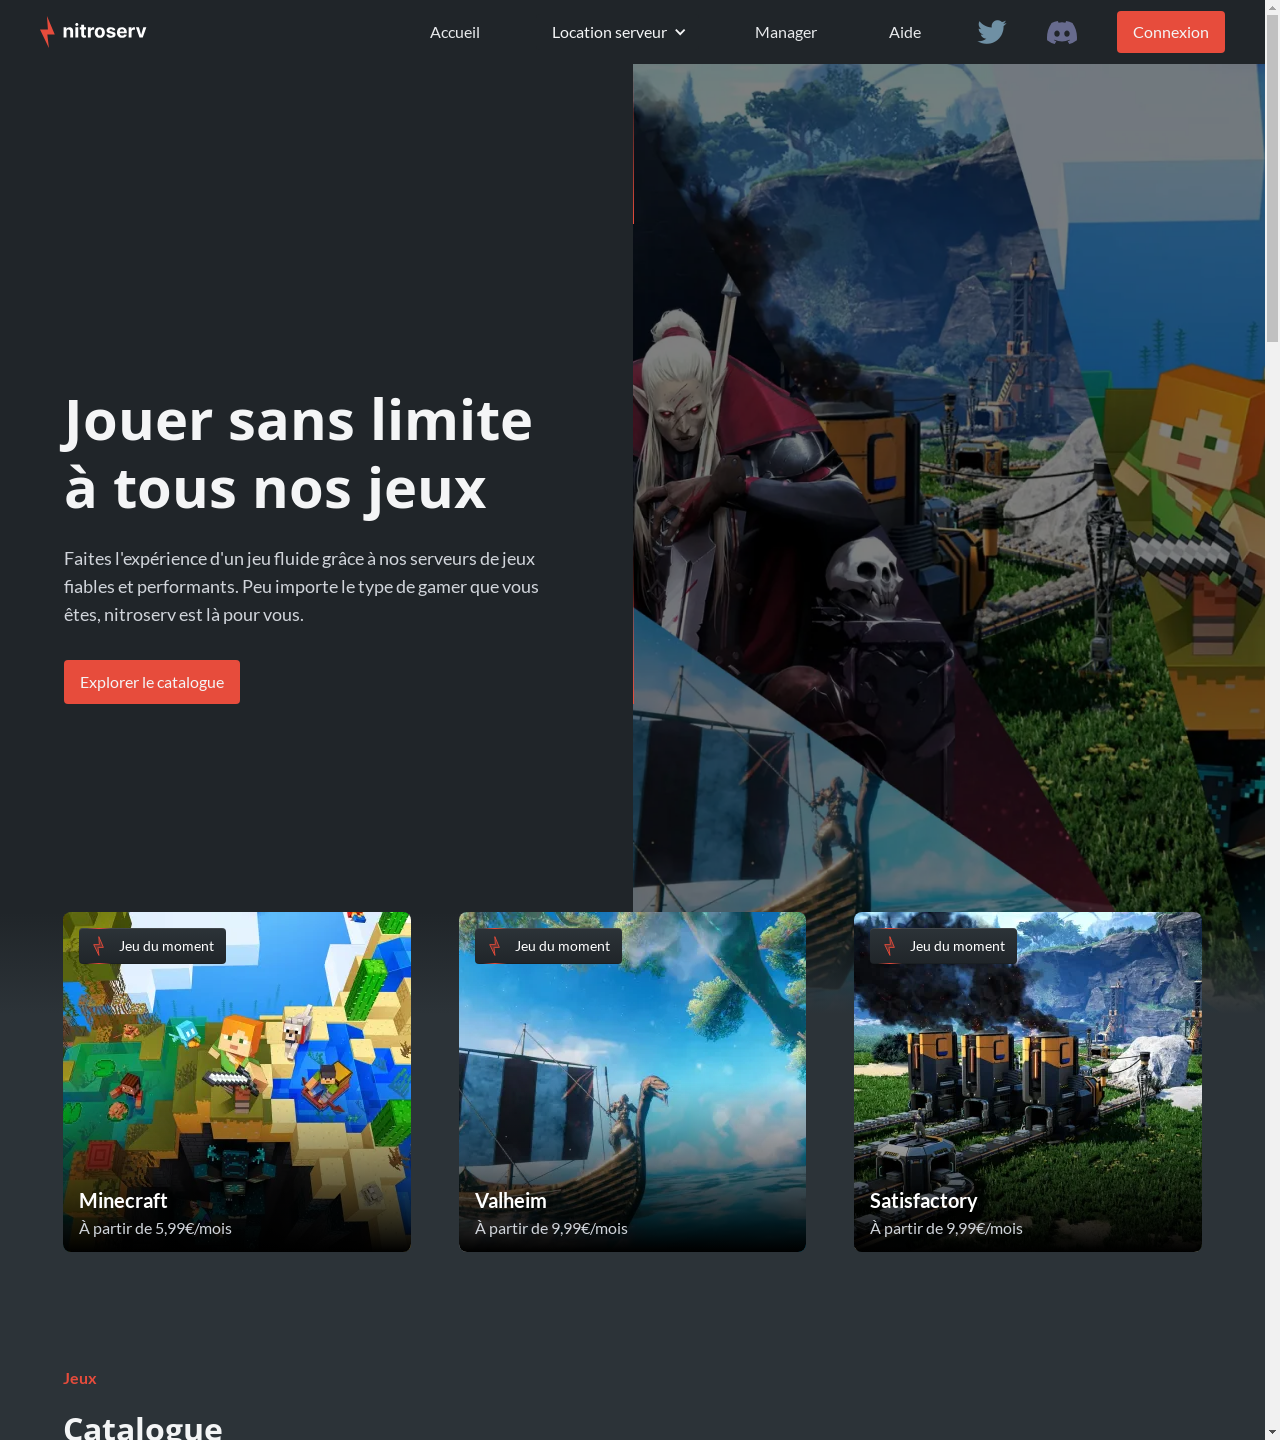 nitroserv
Accueil
Location serveur
Manager
Aide
Connexion
Jouer sans limite
à tous nos jeux
Faites l'expérience d'un jeu fluide grâce à nos serveurs de jeux
fiables et performants. Peu importe le type de gamer que vous
êtes, nitroserv est là pour vous.
Explorer le catalogue
Jeu du moment
Minecraft
À partir de 5,99€/mois
Jeu du moment
Valheim
À partir de 9,99€/mois
Jeu du moment
Satisfactory
À partir de 9,99€/mois
Jeux
Catalogue